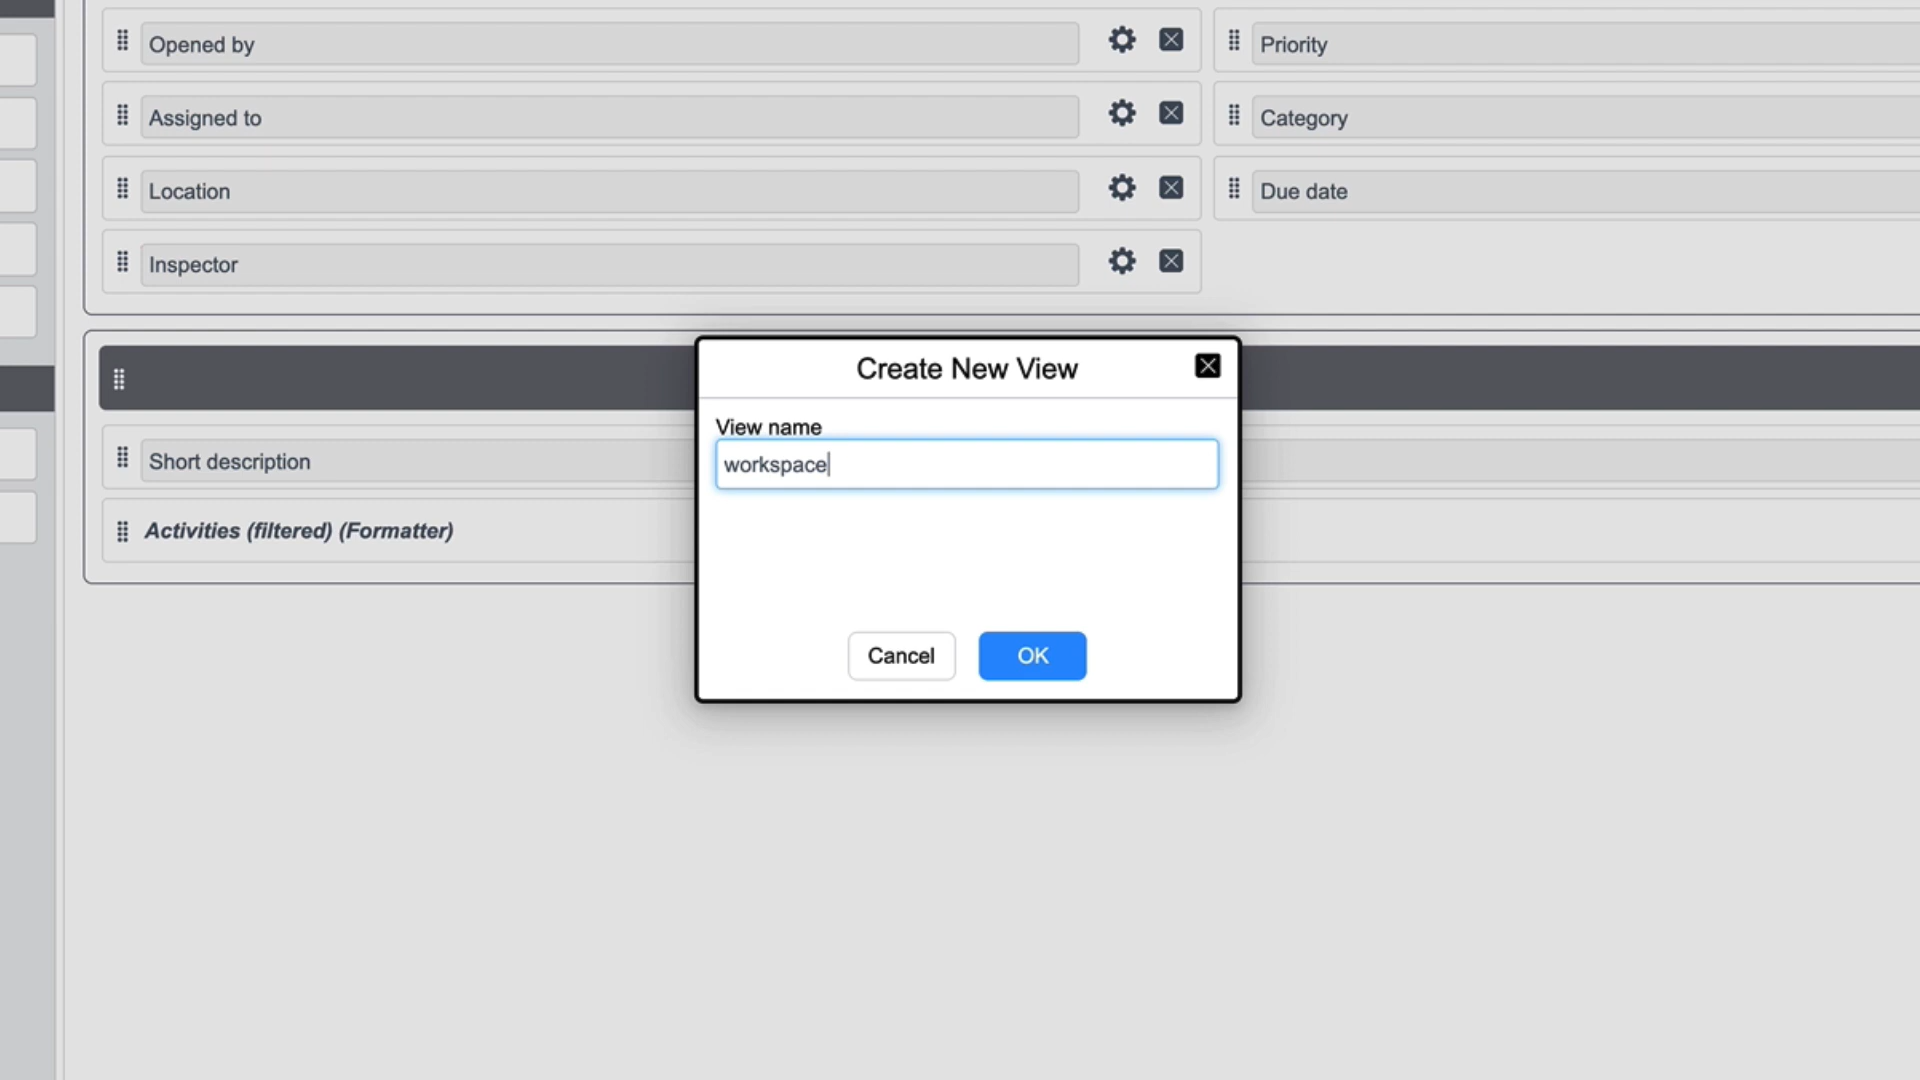 Opened by
Priority
Assigned to
Category
Location
Due date
Inspector
Create New View
View name
workspace
Short description
Activities (filtered) (Formatter)
Cancel
OK